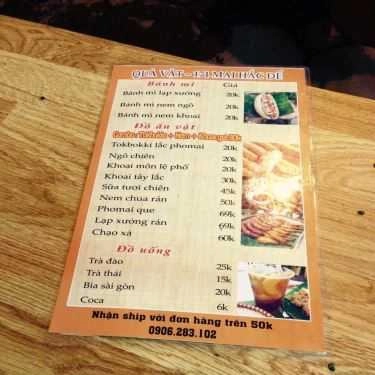 QUÀ VẶT - 121 MAI HẮC ĐẾ
Bánh mì Giá
Bánh mì lạp xưởng 20k
Bánh mì nem ngô 20k
Bánh mì nem khoai 20k
Đồ ăn vặt
Tokbokki lắc phomai 20k
Ngô chiên 20k
Khoai môn lệ phố 20k
Khoai tây lắc 30k
Sữa tươi chiên 45k
Nem chua rán 50k
Phomai que 69k
Lạp xưởng rán 69k
Chạo xả 60k
Đồ uống
Trà đào 25k
Trà thái 15k
Bia sài gòn 20k
Coca 6k
Nhận ship với đơn hàng trên 50k
0906.283.102